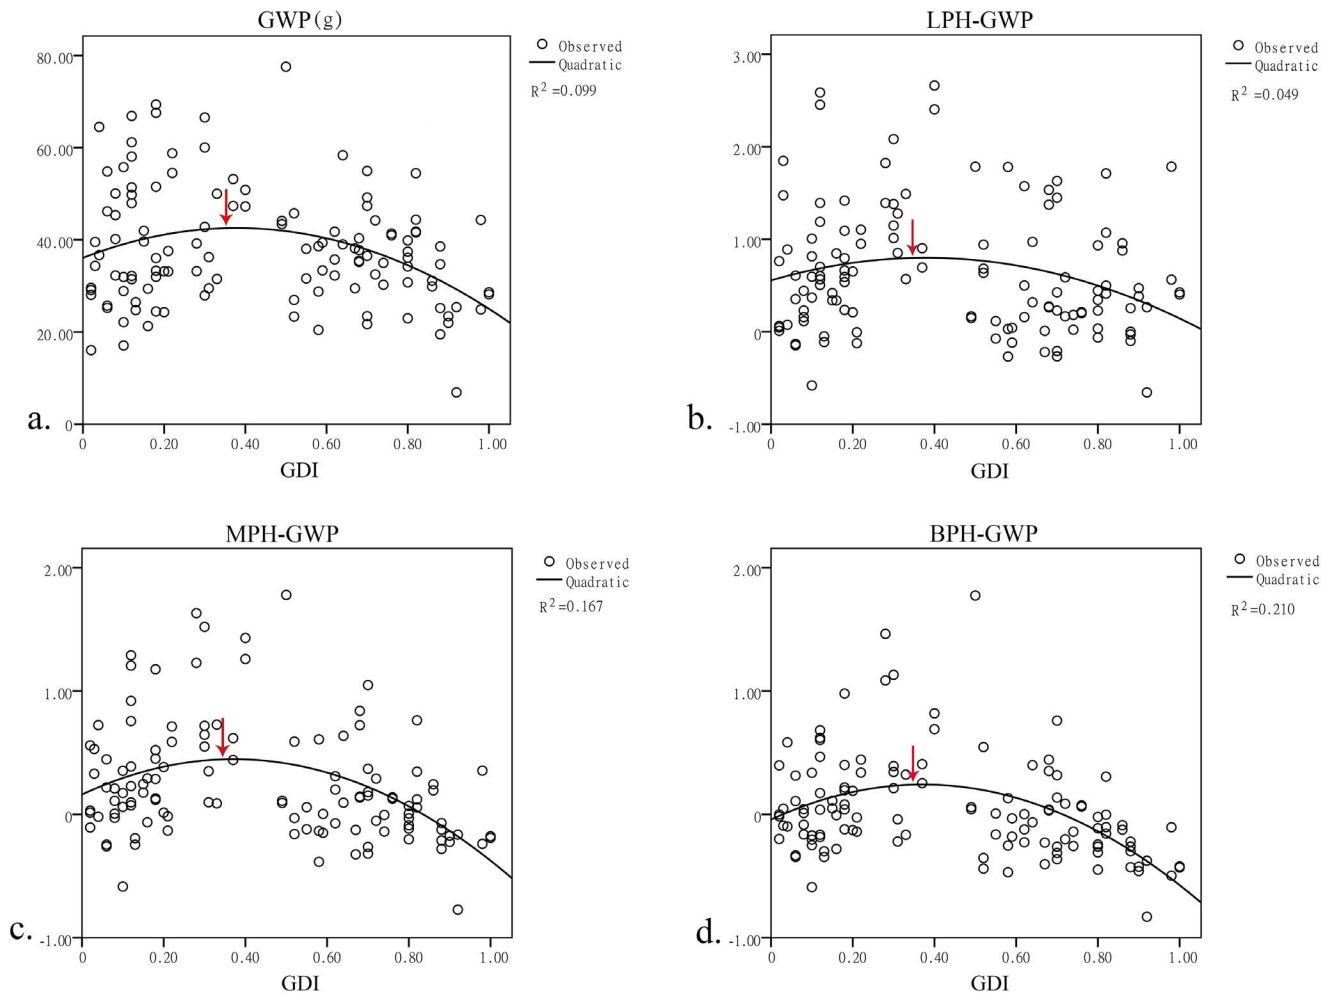 GWP(g)
80.00
60.00
40.00
20.00
0
0 0.20 0.40 0.60 0.80 1.00
GDI
Observed
Quadratic
R² =0.099
a.
LPH-GWP
3.00
2.00
1.00
0
-1.00
0 0.20 0.40 0.60 0.80 1.00
GDI
Observed
Quadratic
R² =0.049
b.
MPH-GWP
2.00
1.00
0
-1.00
0 0.20 0.40 0.60 0.80 1.00
GDI
Observed
Quadratic
R²=0.167
c.
BPH-GWP
2.00
1.00
0
-1.00
0 0.20 0.40 0.60 0.80 1.00
GDI
Observed
Quadratic
R²=0.210
d.